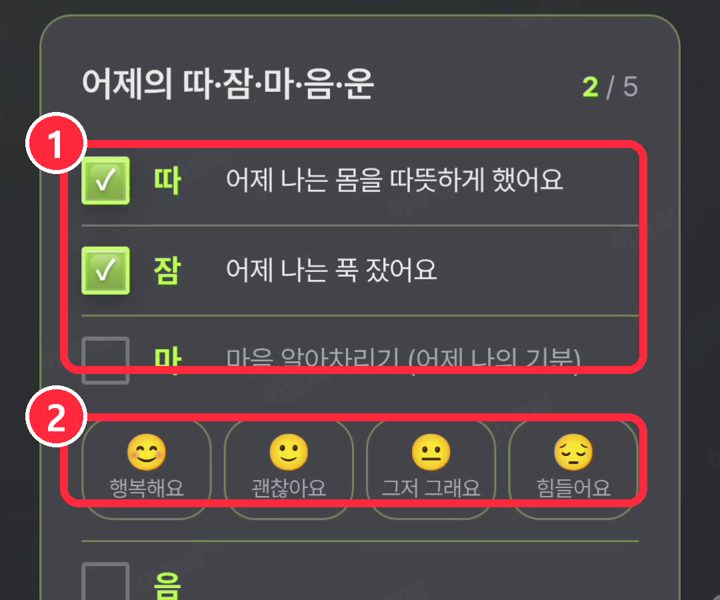 어제의 따·잠·마·음·운
2 / 5
1
따 어제 나는 몸을 따뜻하게 했어요
잠 어제 나는 푹 잤어요
마 마음 알아차리기 (어제 나의 기분)
2
행복해요 괜찮아요 그저 그래요 힘들어요
음